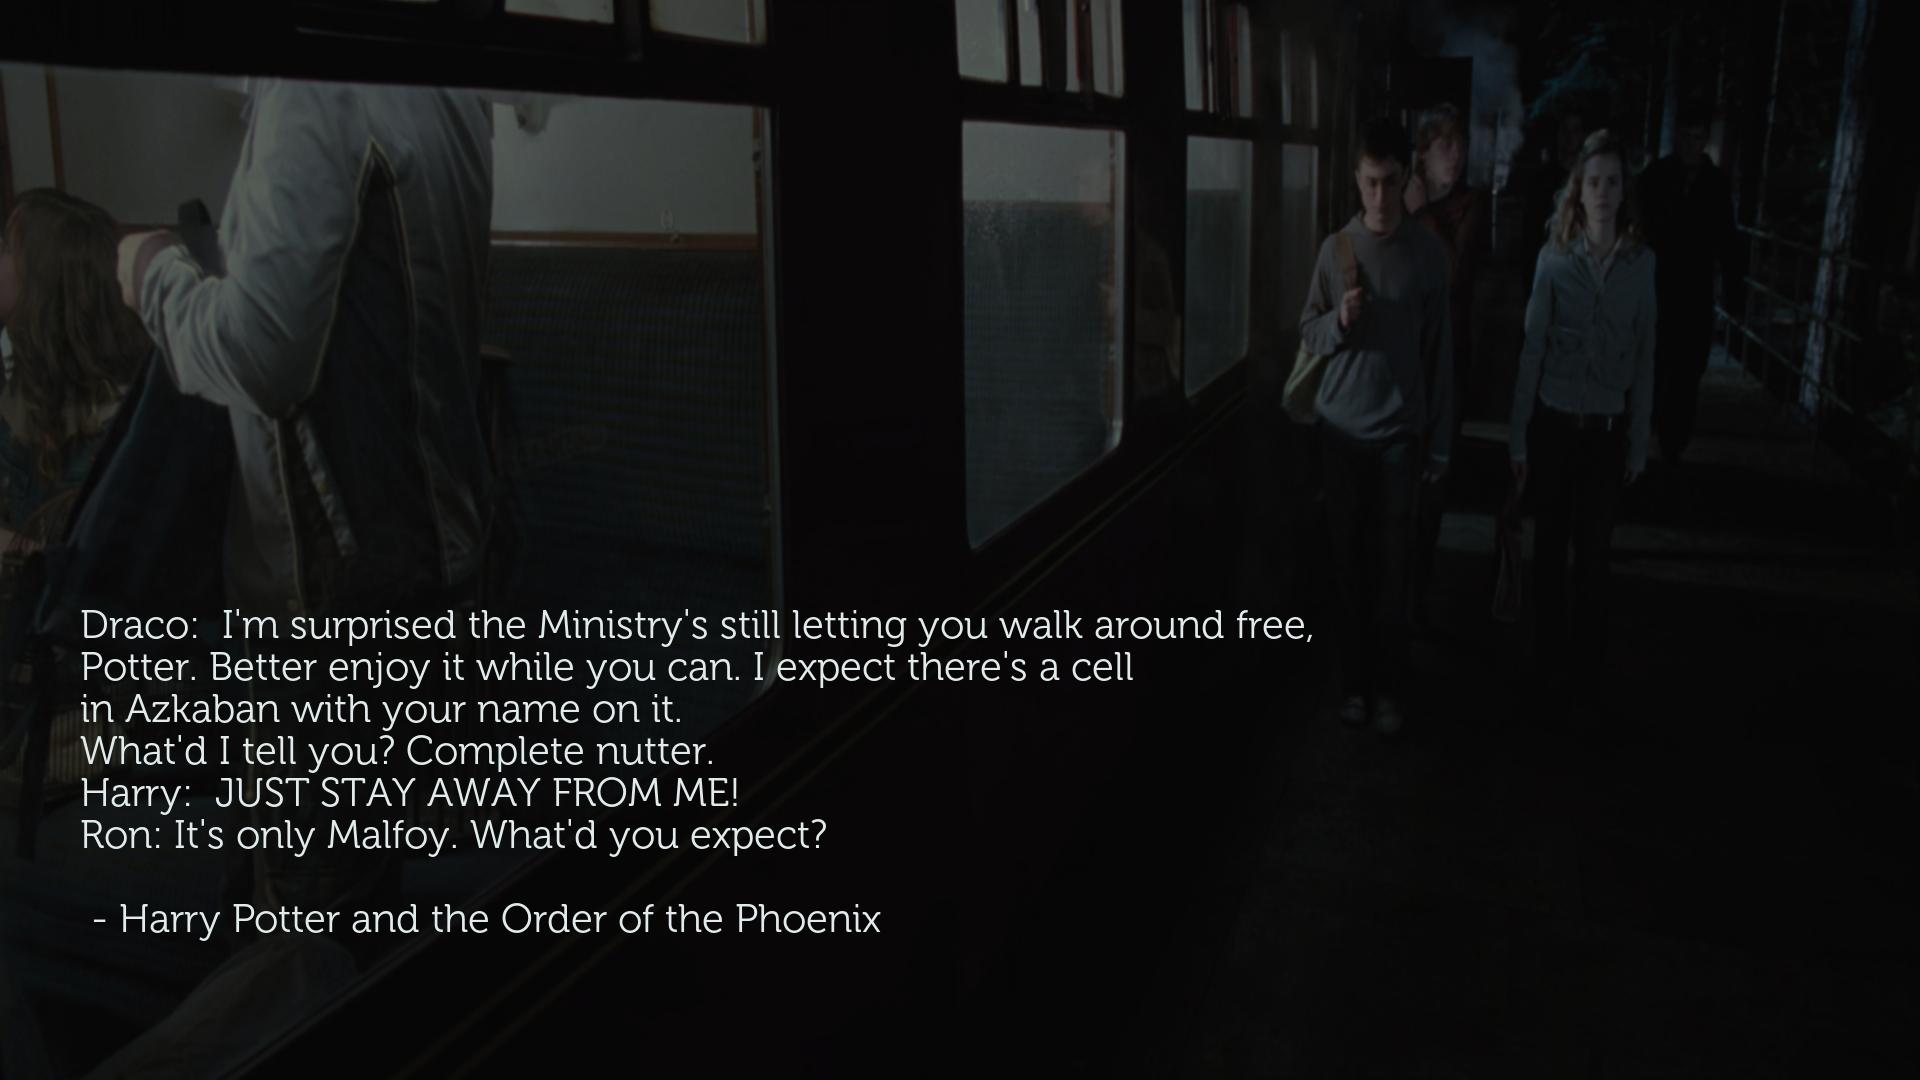 Draco:  I'm surprised the Ministry's still letting you walk around free,
Potter. Better enjoy it while you can. I expect there's a cell
in Azkaban with your name on it.
What'd I tell you? Complete nutter.
Harry:  JUST STAY AWAY FROM ME!
Ron: It's only Malfoy. What'd you expect?
- Harry Potter and the Order of the Phoenix